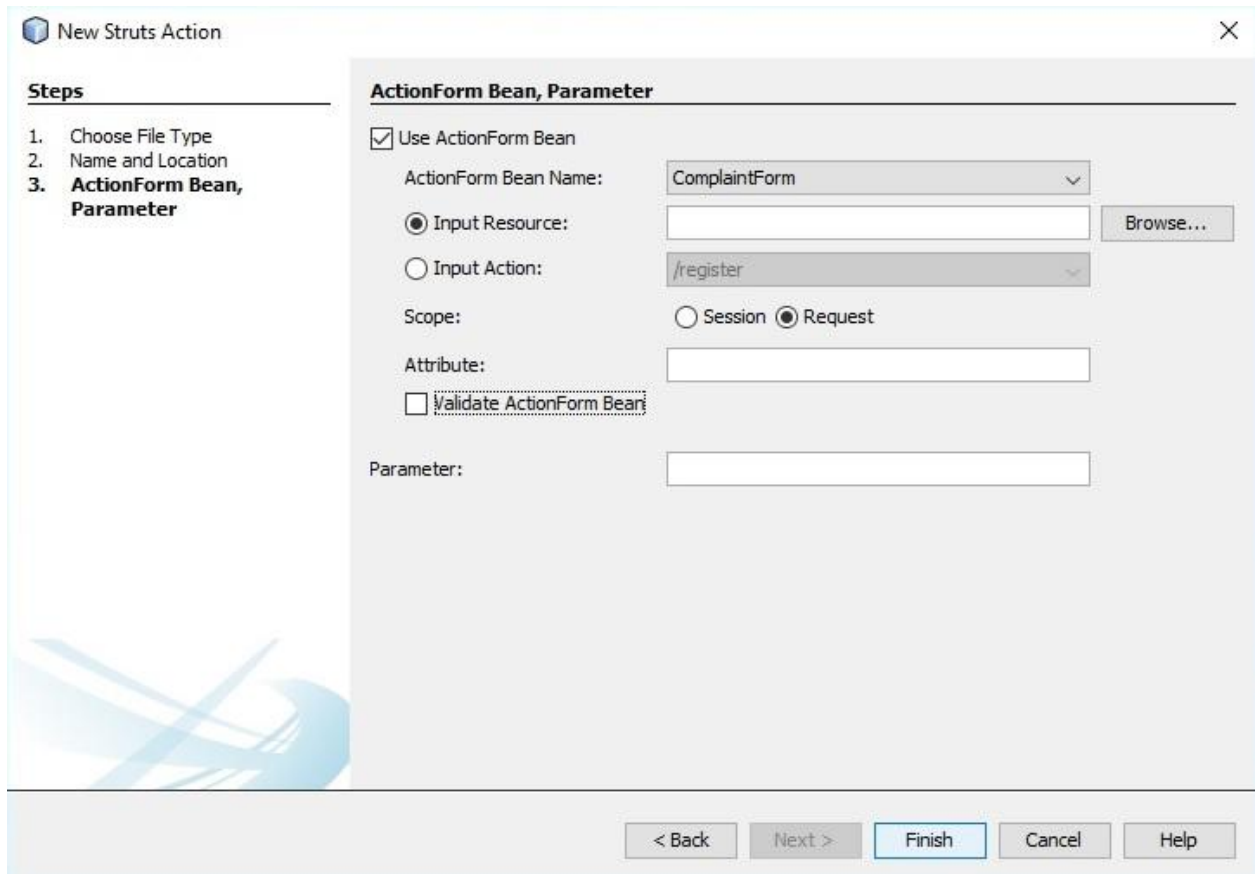 New Struts Action
Steps
1. Choose File Type
2. Name and Location
3. ActionForm Bean,
Parameter
ActionForm Bean, Parameter
Use ActionForm Bean
ActionForm Bean Name: ComplaintForm
Input Resource: Browse...
Input Action: /register
Scope: Session Request
Attribute:
Validate ActionForm Bean
Parameter:
< Back Next > Finish Cancel Help